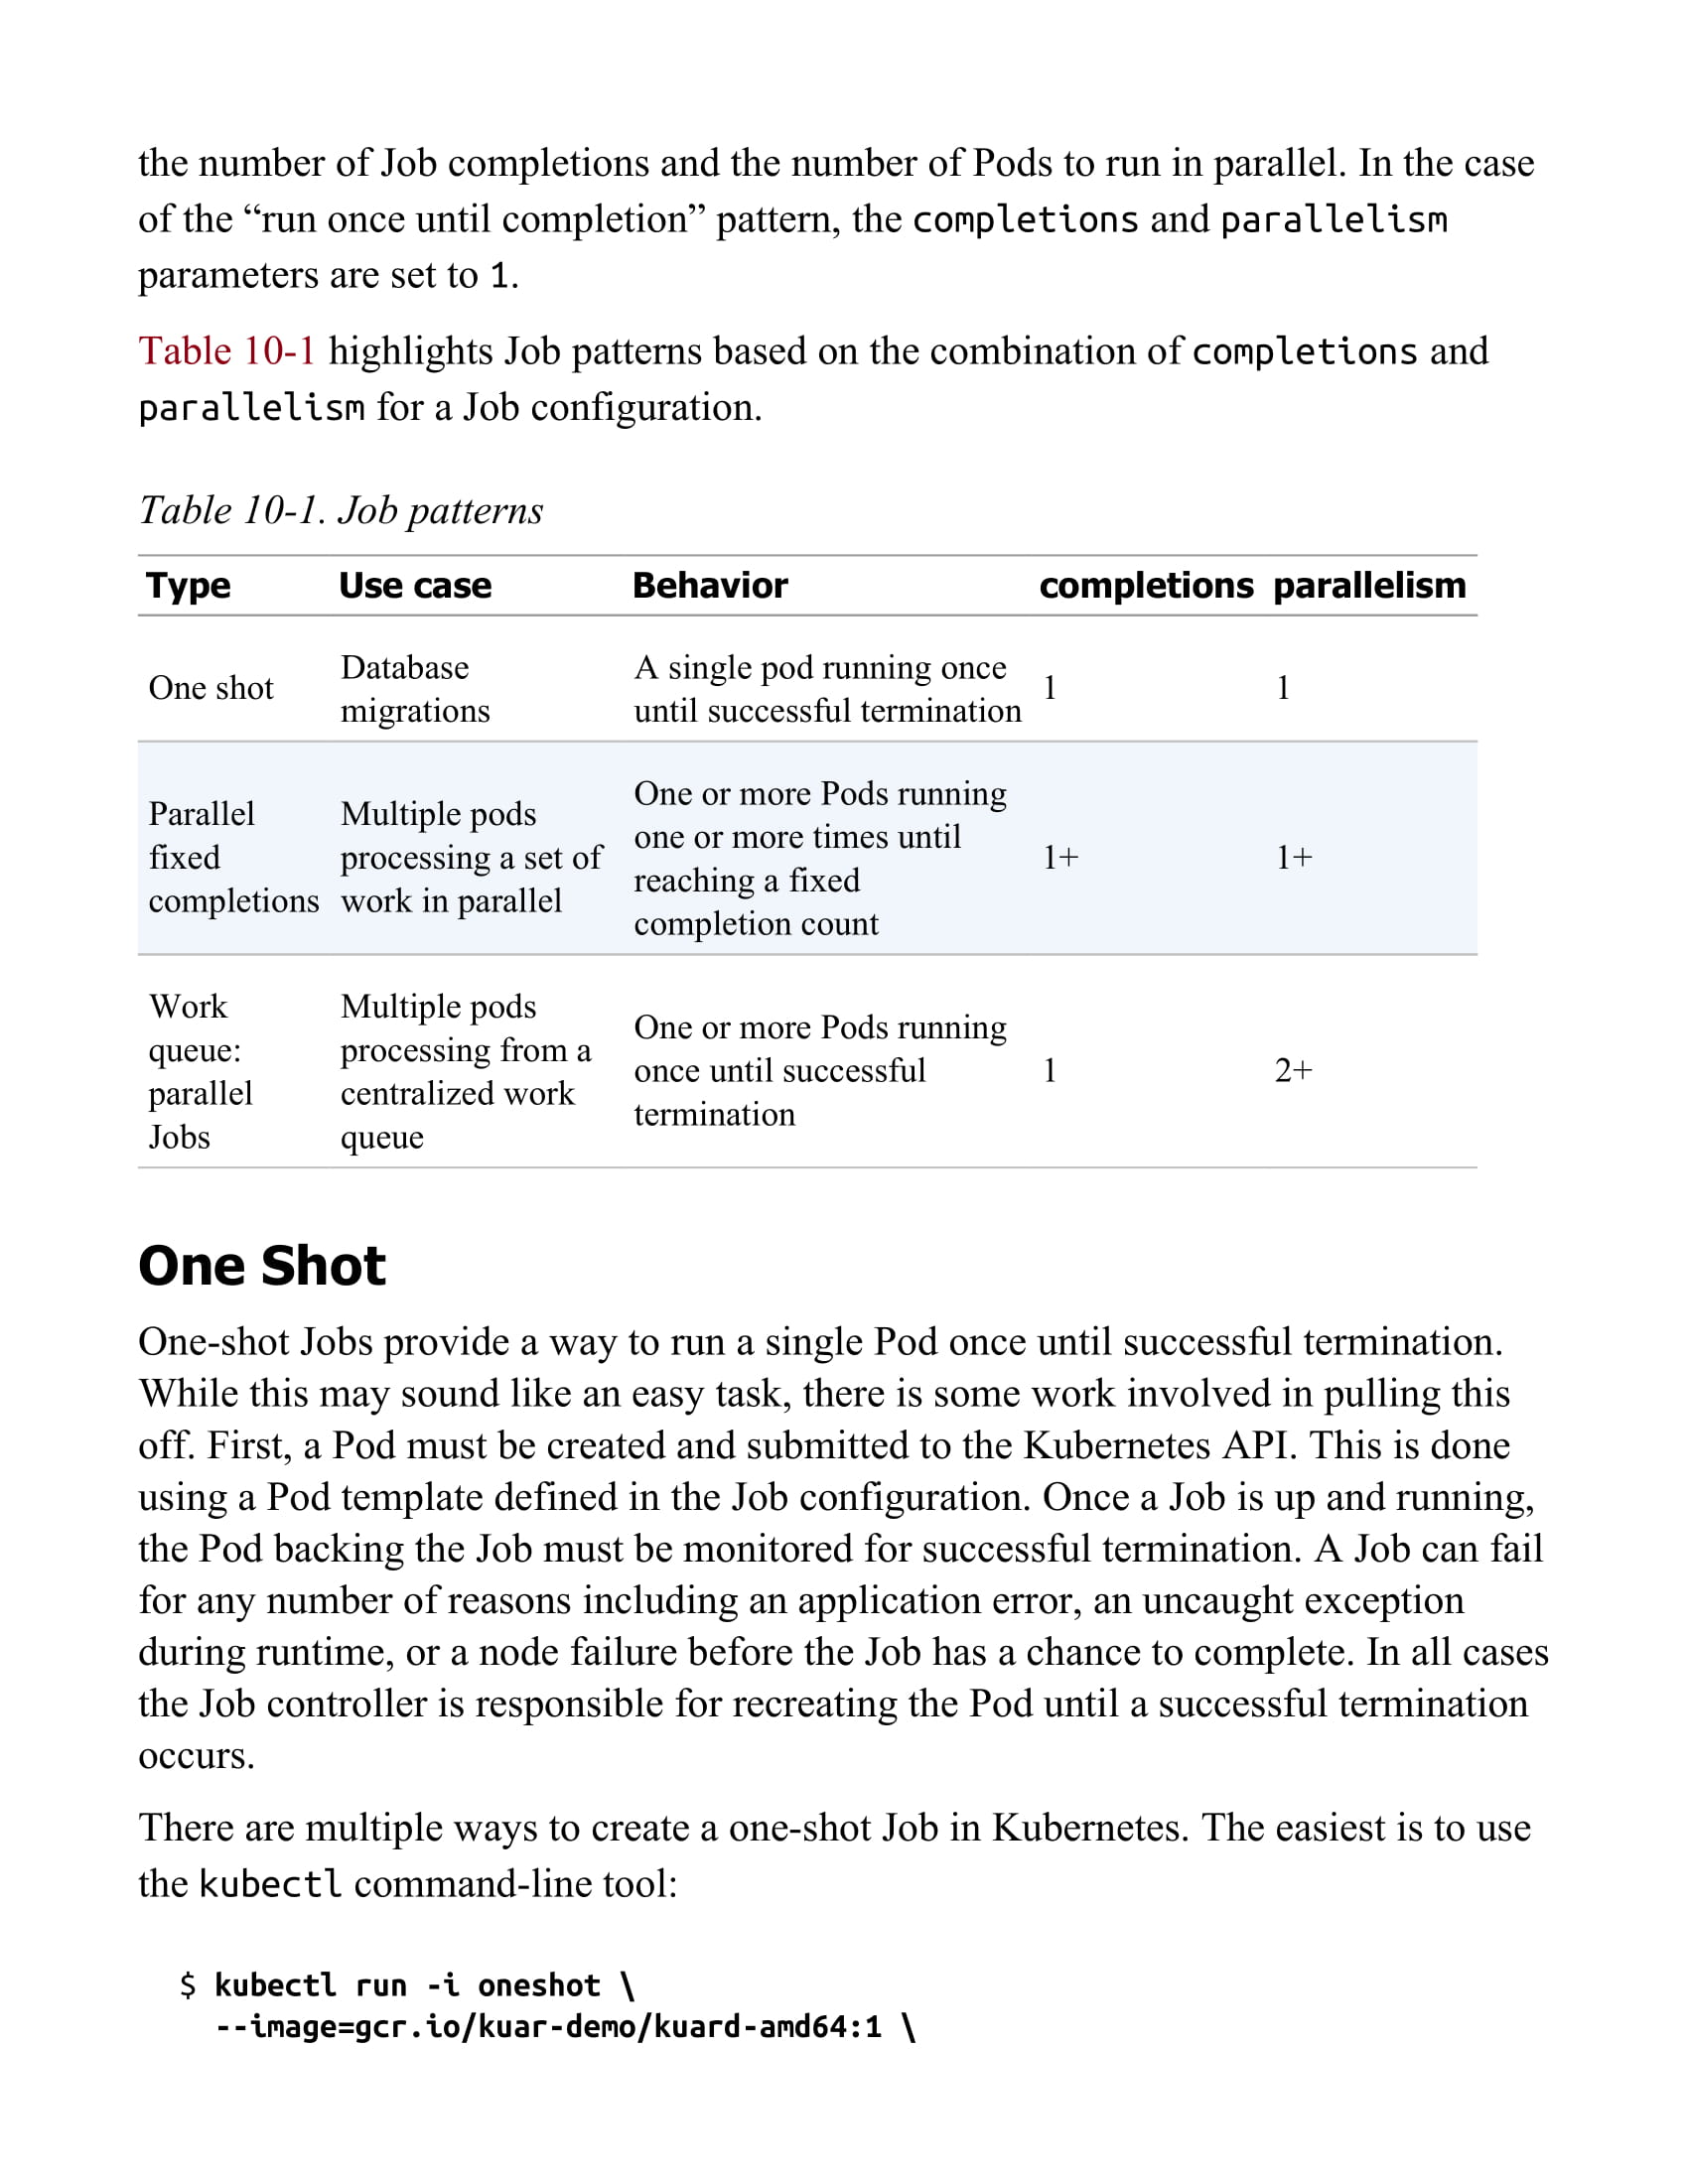 the number of Job completions and the number of Pods to run in parallel. In the case
of the “run once until completion” pattern, the completions and parallelism
parameters are set to 1.
Table 10-1 highlights Job patterns based on the combination of completions and
parallelism for a Job configuration.
Table 10-1. Job patterns
Type Use case Behavior completions parallelism
One shot
Database
migrations
A single pod running once
until successful termination
1
1
Parallel
fixed
completions
Multiple pods
processing a set of
work in parallel
One or more Pods running
one or more times until
reaching a fixed
completion count
1+
1+
Work
queue:
parallel
Jobs
Multiple pods
processing from a
centralized work
queue
One or more Pods running
once until successful
termination
1
2+
One Shot
One-shot Jobs provide a way to run a single Pod once until successful termination.
While this may sound like an easy task, there is some work involved in pulling this
off. First, a Pod must be created and submitted to the Kubernetes API. This is done
using a Pod template defined in the Job configuration. Once a Job is up and running,
the Pod backing the Job must be monitored for successful termination. A Job can fail
for any number of reasons including an application error, an uncaught exception
during runtime, or a node failure before the Job has a chance to complete. In all cases
the Job controller is responsible for recreating the Pod until a successful termination
occurs.
There are multiple ways to create a one-shot Job in Kubernetes. The easiest is to use
the kubectl command-line tool:
$ kubectl run -i oneshot \
--image=gcr.io/kuar-demo/kuard-amd64:1 \